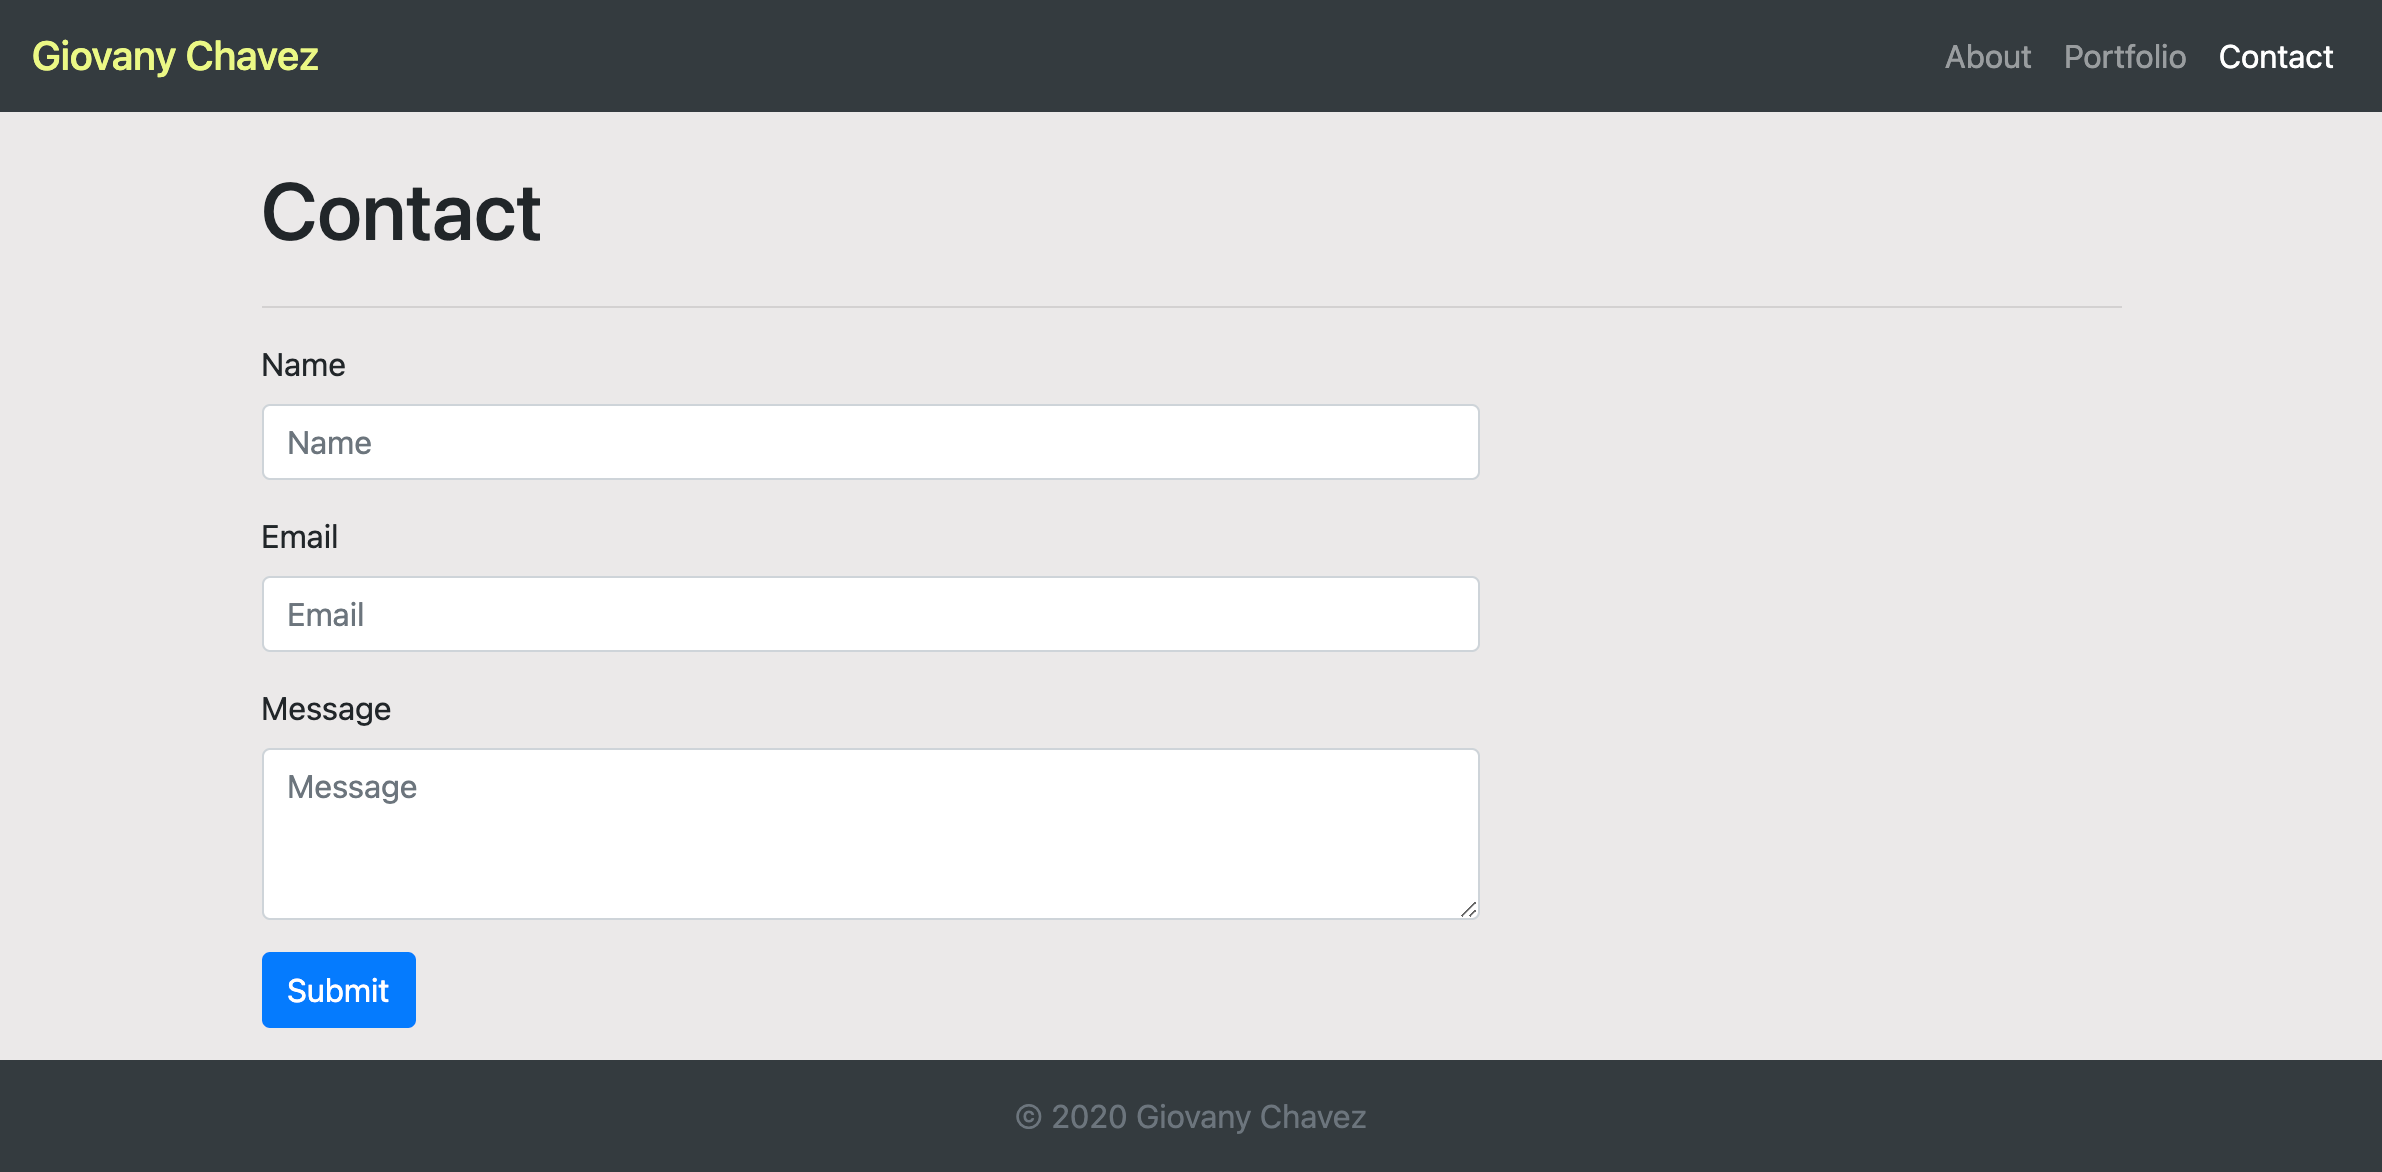 Giovany Chavez
About Portfolio Contact
Contact
Name
Name
Email
Email
Message
Message
Submit
© 2020 Giovany Chavez